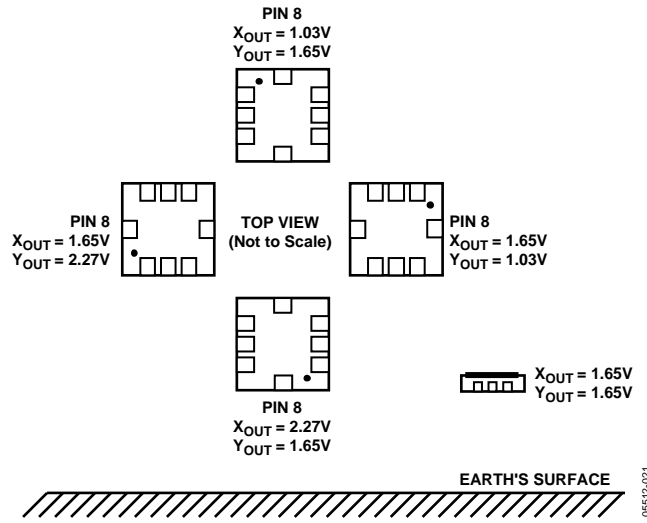 PIN 8
XOUT = 1.03V
YOUT = 1.65V
PIN 8
XOUT = 1.65V
YOUT = 2.27V
TOP VIEW
(Not to Scale)
PIN 8
XOUT = 1.65V
YOUT = 1.03V
PIN 8
XOUT = 2.27V
YOUT = 1.65V
XOUT = 1.65V
YOUT = 1.65V
EARTH'S SURFACE
05512-021